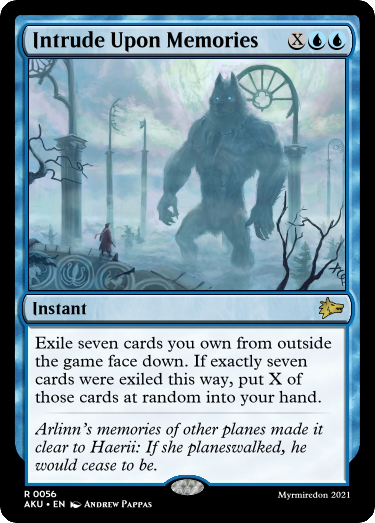 Intrude Upon Memories X
Instant
Exile seven cards you own from outside
the game face down. If exactly seven
cards were exiled this way, put X of
those cards at random into your hand.
Arlinn's memories of other planes made it
clear to Haerii: If she planeswalked, he
would cease to be.
R 0056
AKU • EN Andrew Pappas
Myrmiredon 2021